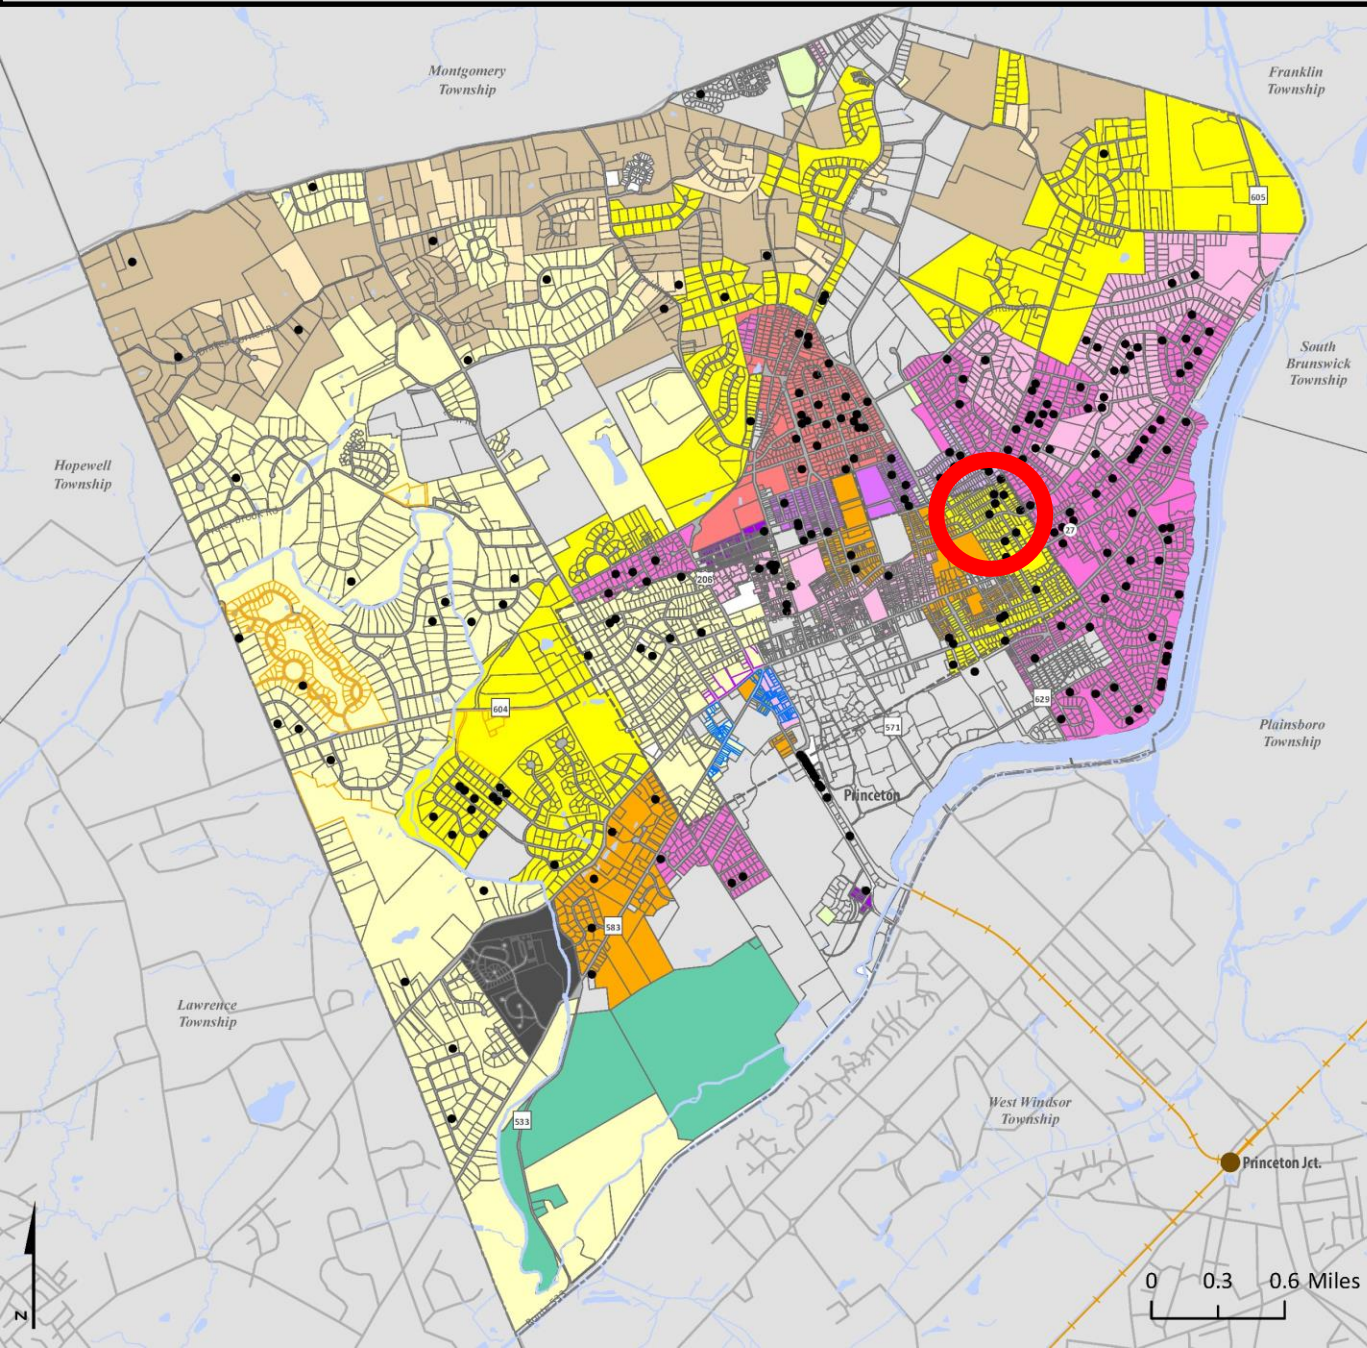 Montgomery
Township
Franklin
Township
605
South
Brunswick
Township
Hopewell
Township
27
206
604
629
571
Plainsboro
Township
Princeton
583
Lawrence
Township
533
West Windsor
Township
Princeton Jct.
0 0.3 0.6 Miles
N